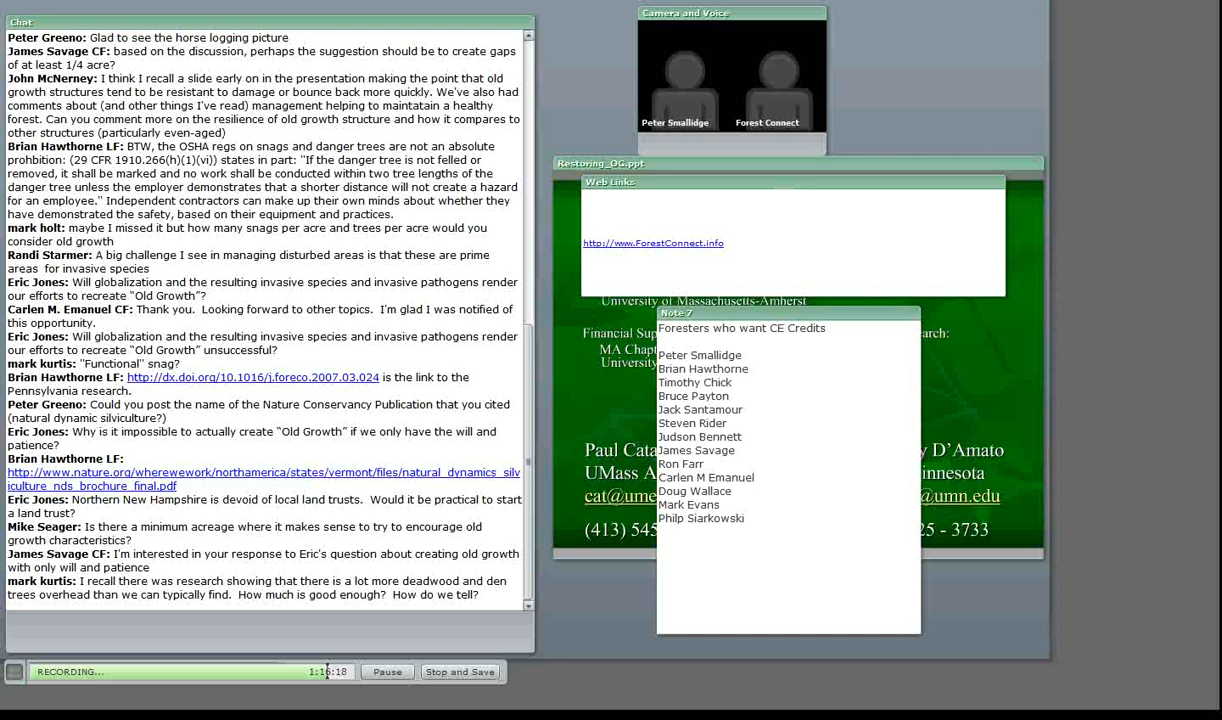 Chat
Peter Greeno: Glad to see the horse logging picture
James Savage CF: based on the discussion, perhaps the suggestion should be to create gaps
of at least 1/4 acre?
John McNerney: I think I recall a slide early on in the presentation making the point that old
growth structures tend to be resistant to damage or bounce back more quickly. We've also had
comments about (and other things I've read) management helping to maintatain a healthy
forest. Can you comment more on the resilience of old growth structure and how it compares to
other structures (particularly even-aged)
Brian Hawthorne LF: BTW, the OSHA regs on snags and danger trees are not an absolute
prohbition: (29 CFR 1910.266(h)(1)(vi)) states in part: "If the danger tree is not felled or
removed, it shall be marked and no work shall be conducted within two tree lengths of the
danger tree unless the employer demonstrates that a shorter distance will not create a hazard
for an employee." Independent contractors can make up their own minds about whether they
have demonstrated the safety, based on their equipment and practices.
mark holt: maybe I missed it but how many snags per acre and trees per acre would you
consider old growth
Randi Starmer: A big challenge I see in managing disturbed areas is that these are prime
areas for invasive species
Eric Jones: Will globalization and the resulting invasive species and invasive pathogens render
our efforts to recreate “Old Growth”?
Carlen M. Emanuel CF: Thank you. Looking forward to other topics. I'm glad I was notified of
this opportunity.
Eric Jones: Will globalization and the resulting invasive species and invasive pathogens render
our efforts to recreate “Old Growth” unsuccessful?
mark kurtis: "Functional" snag?
Brian Hawthorne LF: http://dx.doi.org/10.1016/j.foreco.2007.03.024 is the link to the
Pennsylvania research.
Peter Greeno: Could you post the name of the Nature Conservancy Publication that you cited
(natural dynamic silviculture?)
Eric Jones: Why is it impossible to actually create “Old Growth” if we only have the will and
patience?
Brian Hawthorne LF:
http://www.nature.org/wherewework/northamerica/states/vermont/files/natural_dynamics_silv
iculture_nds_brochure_final.pdf
Eric Jones: Northern New Hampshire is devoid of local land trusts. Would it be practical to start
a land trust?
Mike Seager: Is there a minimum acreage where it makes sense to try to encourage old
growth characteristics?
James Savage CF: I'm interested in your response to Eric's question about creating old growth
with only will and patience
mark kurtis: I recall there was research showing that there is a lot more deadwood and den
trees overhead than we can typically find. How much is good enough? How do we tell?
RECORDING...
1:16:18
Pause
Stop and Save
Camera and Voice
Peter Smallidge
Forest Connect
Restoring_OG.ppt
Web Links
http://www.ForestConnect.info
University of Massachusetts-Amherst
Financial Sup
earch:
MA Chapt
University
Paul Cata
y D’Amato
UMass A
innesota
cat@ume
@umn.edu
(413) 545
25 - 3733
Note 7
Foresters who want CE Credits
Peter Smallidge
Brian Hawthorne
Timothy Chick
Bruce Payton
Jack Santamour
Steven Rider
Judson Bennett
James Savage
Ron Farr
Carlen M Emanuel
Doug Wallace
Mark Evans
Philp Siarkowski